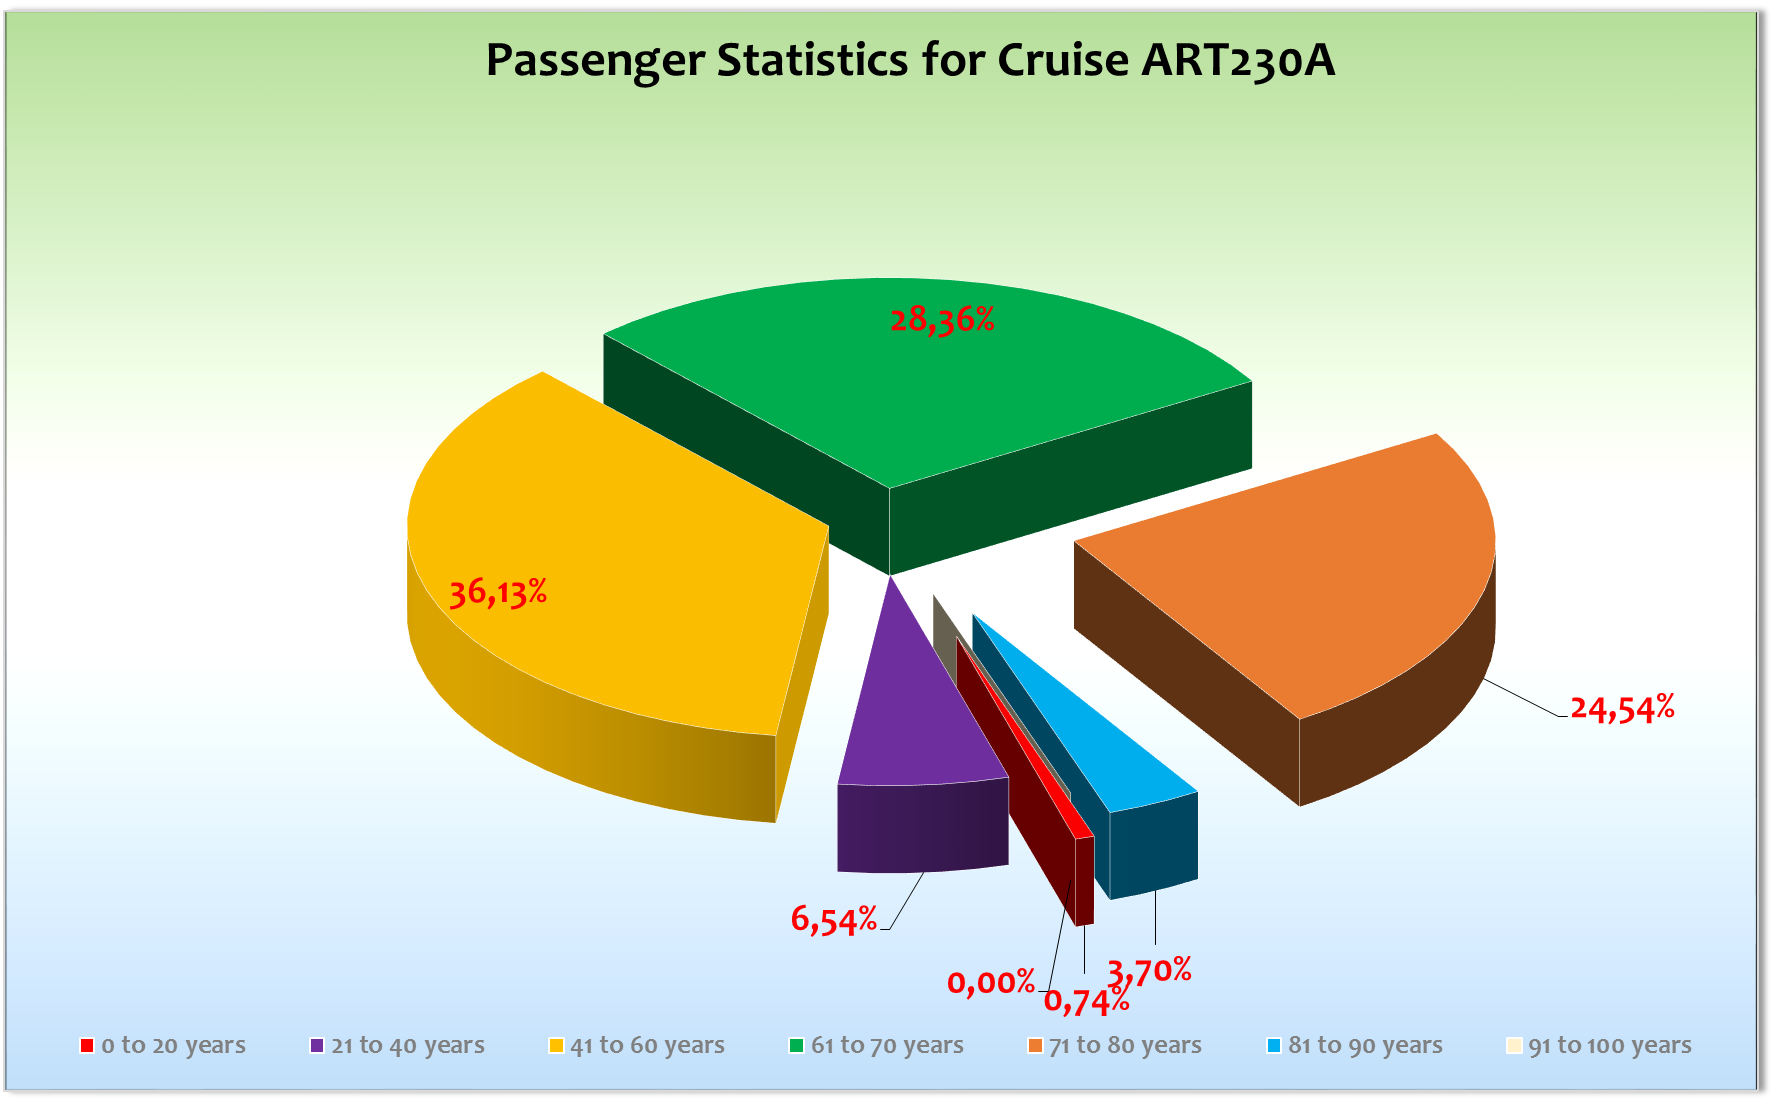 Passenger Statistics for Cruise ART230A
28,36%
36,13%
24,54%
6,54%
0,00%
0,74%
3,70%
0 to 20 years
21 to 40 years
41 to 60 years
61 to 70 years
71 to 80 years
81 to 90 years
91 to 100 years